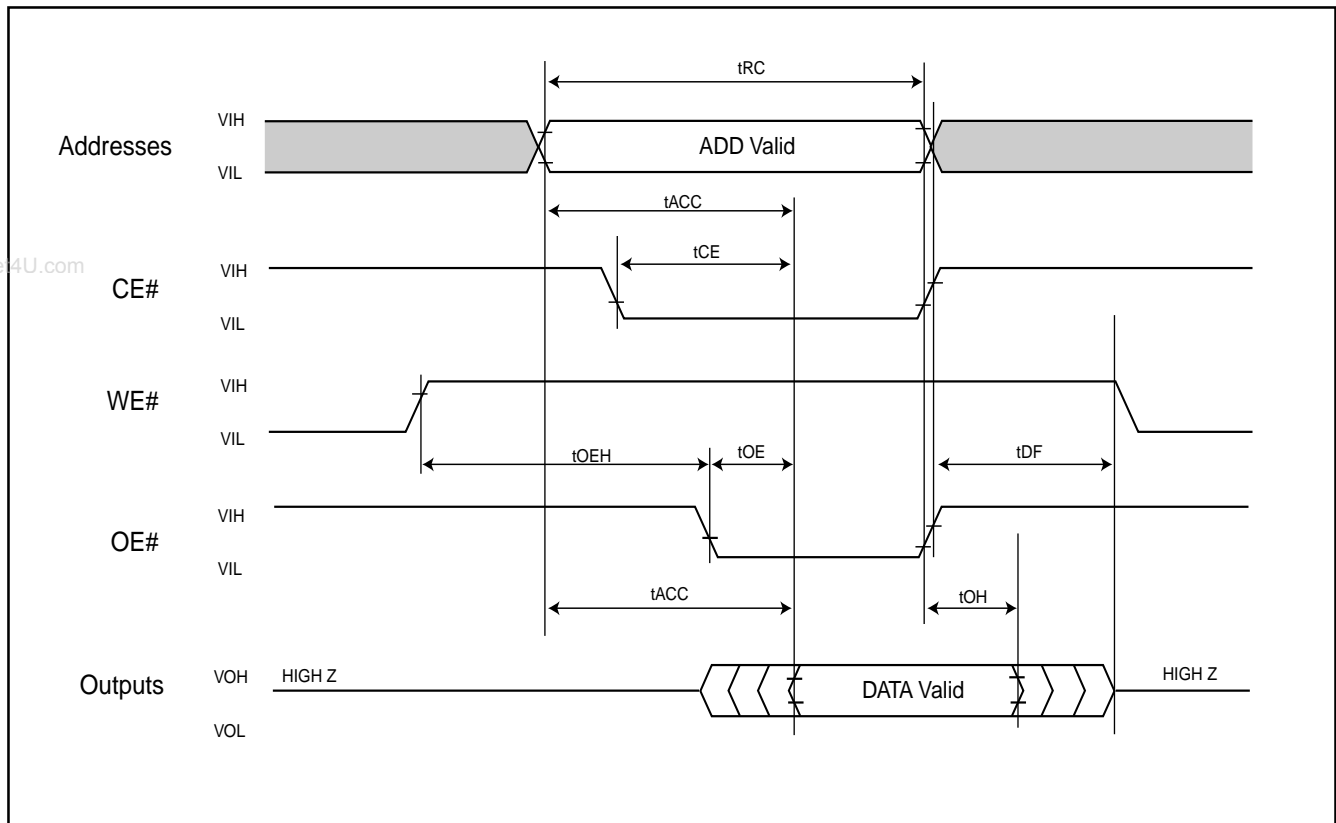 tRC
VIH
Addresses
ADD Valid
VIL
tACC
tCE
et4U.com
VIH
CE#
VIL
VIH
WE#
VIL
tOEH
tOE
tDF
VIH
OE#
VIL
tACC
tOH
Outputs
VOH
HIGH Z
DATA Valid
HIGH Z
VOL